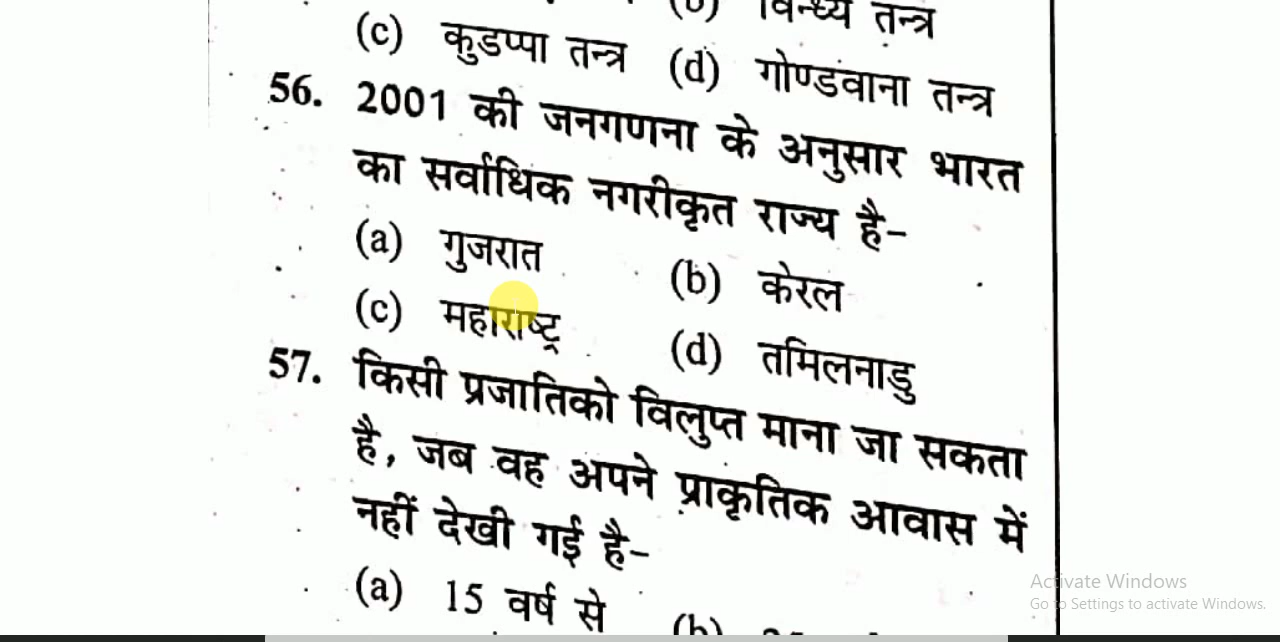 (b) विन्ध्य तन्त्र
(c) कुडप्पा तन्त्र (d) गोण्डवाना तन्त्र
56. 2001 की जनगणना के अनुसार भारत
का सर्वाधिक नगरीकृत राज्य है-
(a) गुजरात (b) केरल
(c) महाराष्ट्र (d) तमिलनाडु
57. किसी प्रजातिको विलुप्त माना जा सकता
है, जब वह अपने प्राकृतिक आवास में
नहीं देखी गई है-
(a) 15 वर्ष से (b)
Activate Windows
Go to Settings to activate Windows.